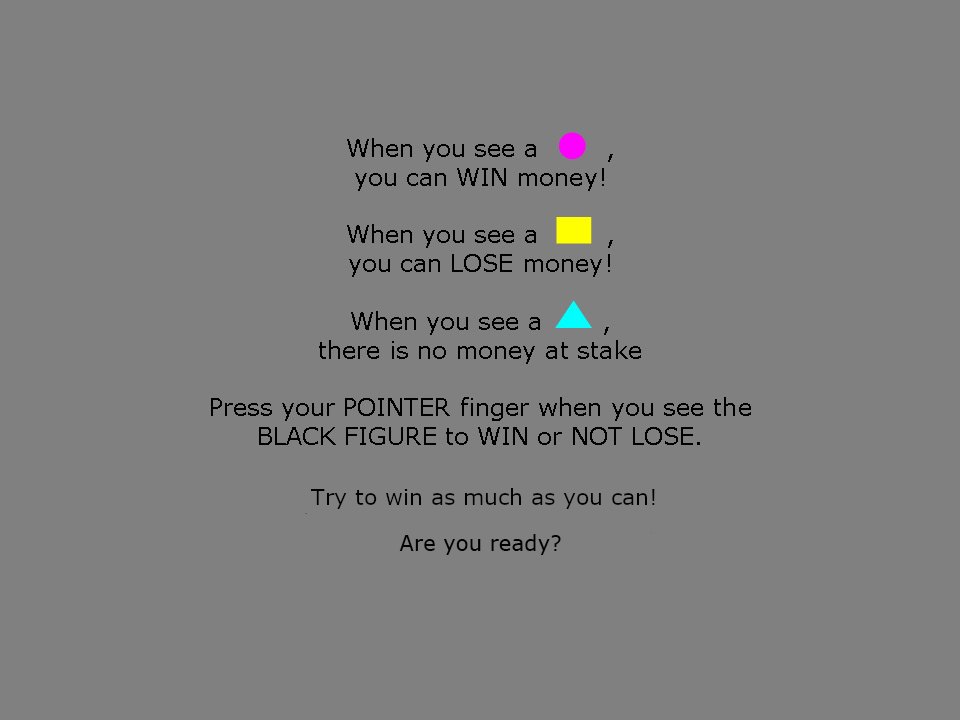 When you see a ,
you can WIN money!
When you see a ,
you can LOSE money!
When you see a ,
there is no money at stake
Press your POINTER finger when you see the
BLACK FIGURE to WIN or NOT LOSE.
Try to win as much as you can!
Are you ready?